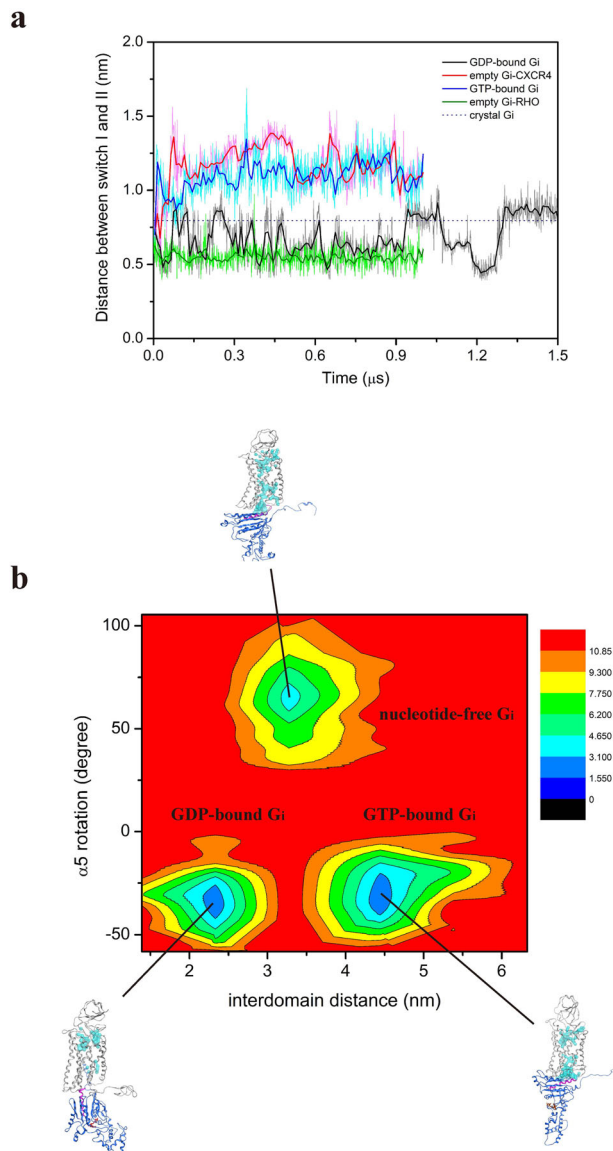 a
2.0
1.5
1.0
0.5
0.0
Distance between switch I and II (nm)
GDP-bound Gi
empty Gi-CXCR4
GTP-bound Gi
empty Gi-RHO
crystal Gi
0.0 0.3 0.6 0.9 1.2 1.5
Time (μs)
b
100
50
0
-50
α5 rotation (degree)
nucleotide-free Gi
GDP-bound Gi GTP-bound Gi
10.85
9.300
7.750
6.200
4.650
3.100
1.550
0
2 3 4 5 6
interdomain distance (nm)